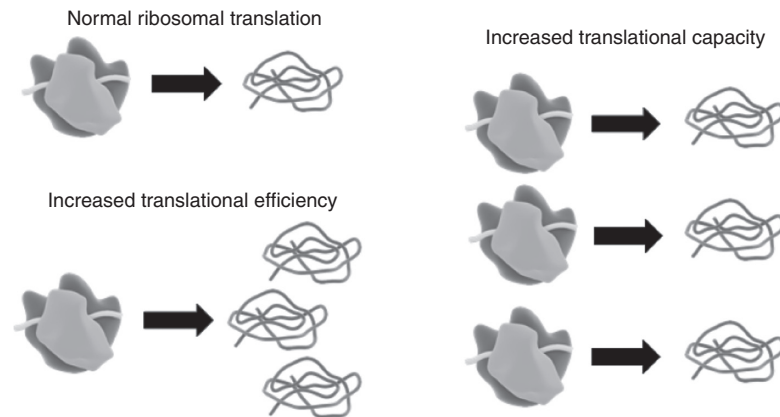 Normal ribosomal translation
Increased translational capacity
Increased translational efficiency